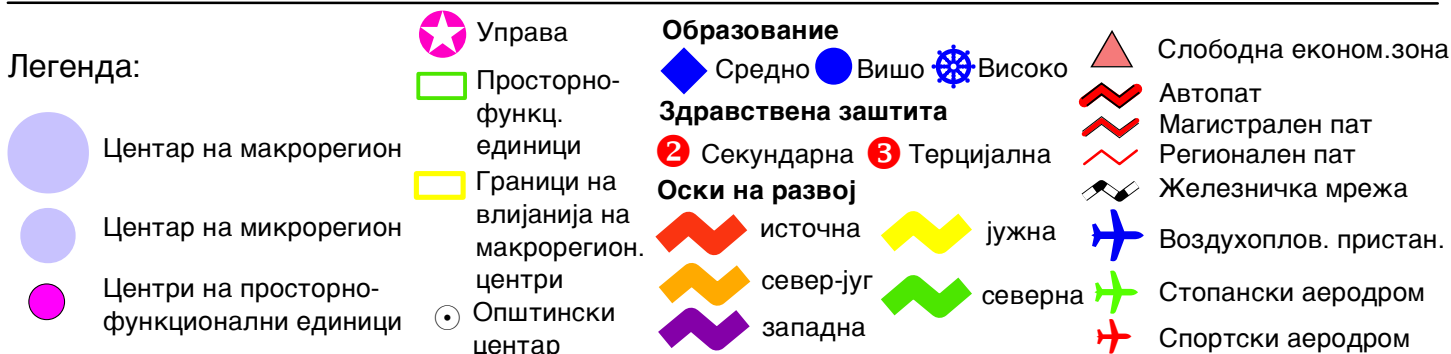 Легенда:
Центар на макрорегион
Центар на микрорегион
Центри на просторно-
функционални единици
Управа
Просторно-
функц.
единици
Граници на
влијанија на
макрорегион.
центри
Општински
центар
Образование
Средно Вишо Високо
Здравствена заштита
2 Секундарна 3 Терцијална
Оски на развој
источна јужна
север-југ северна
западна
Слободна економ.зона
Автопат
Магистрален пат
Регионален пат
Железничка мрежа
Воздухоплов. пристан.
Стопански аеродром
Спортски аеродром